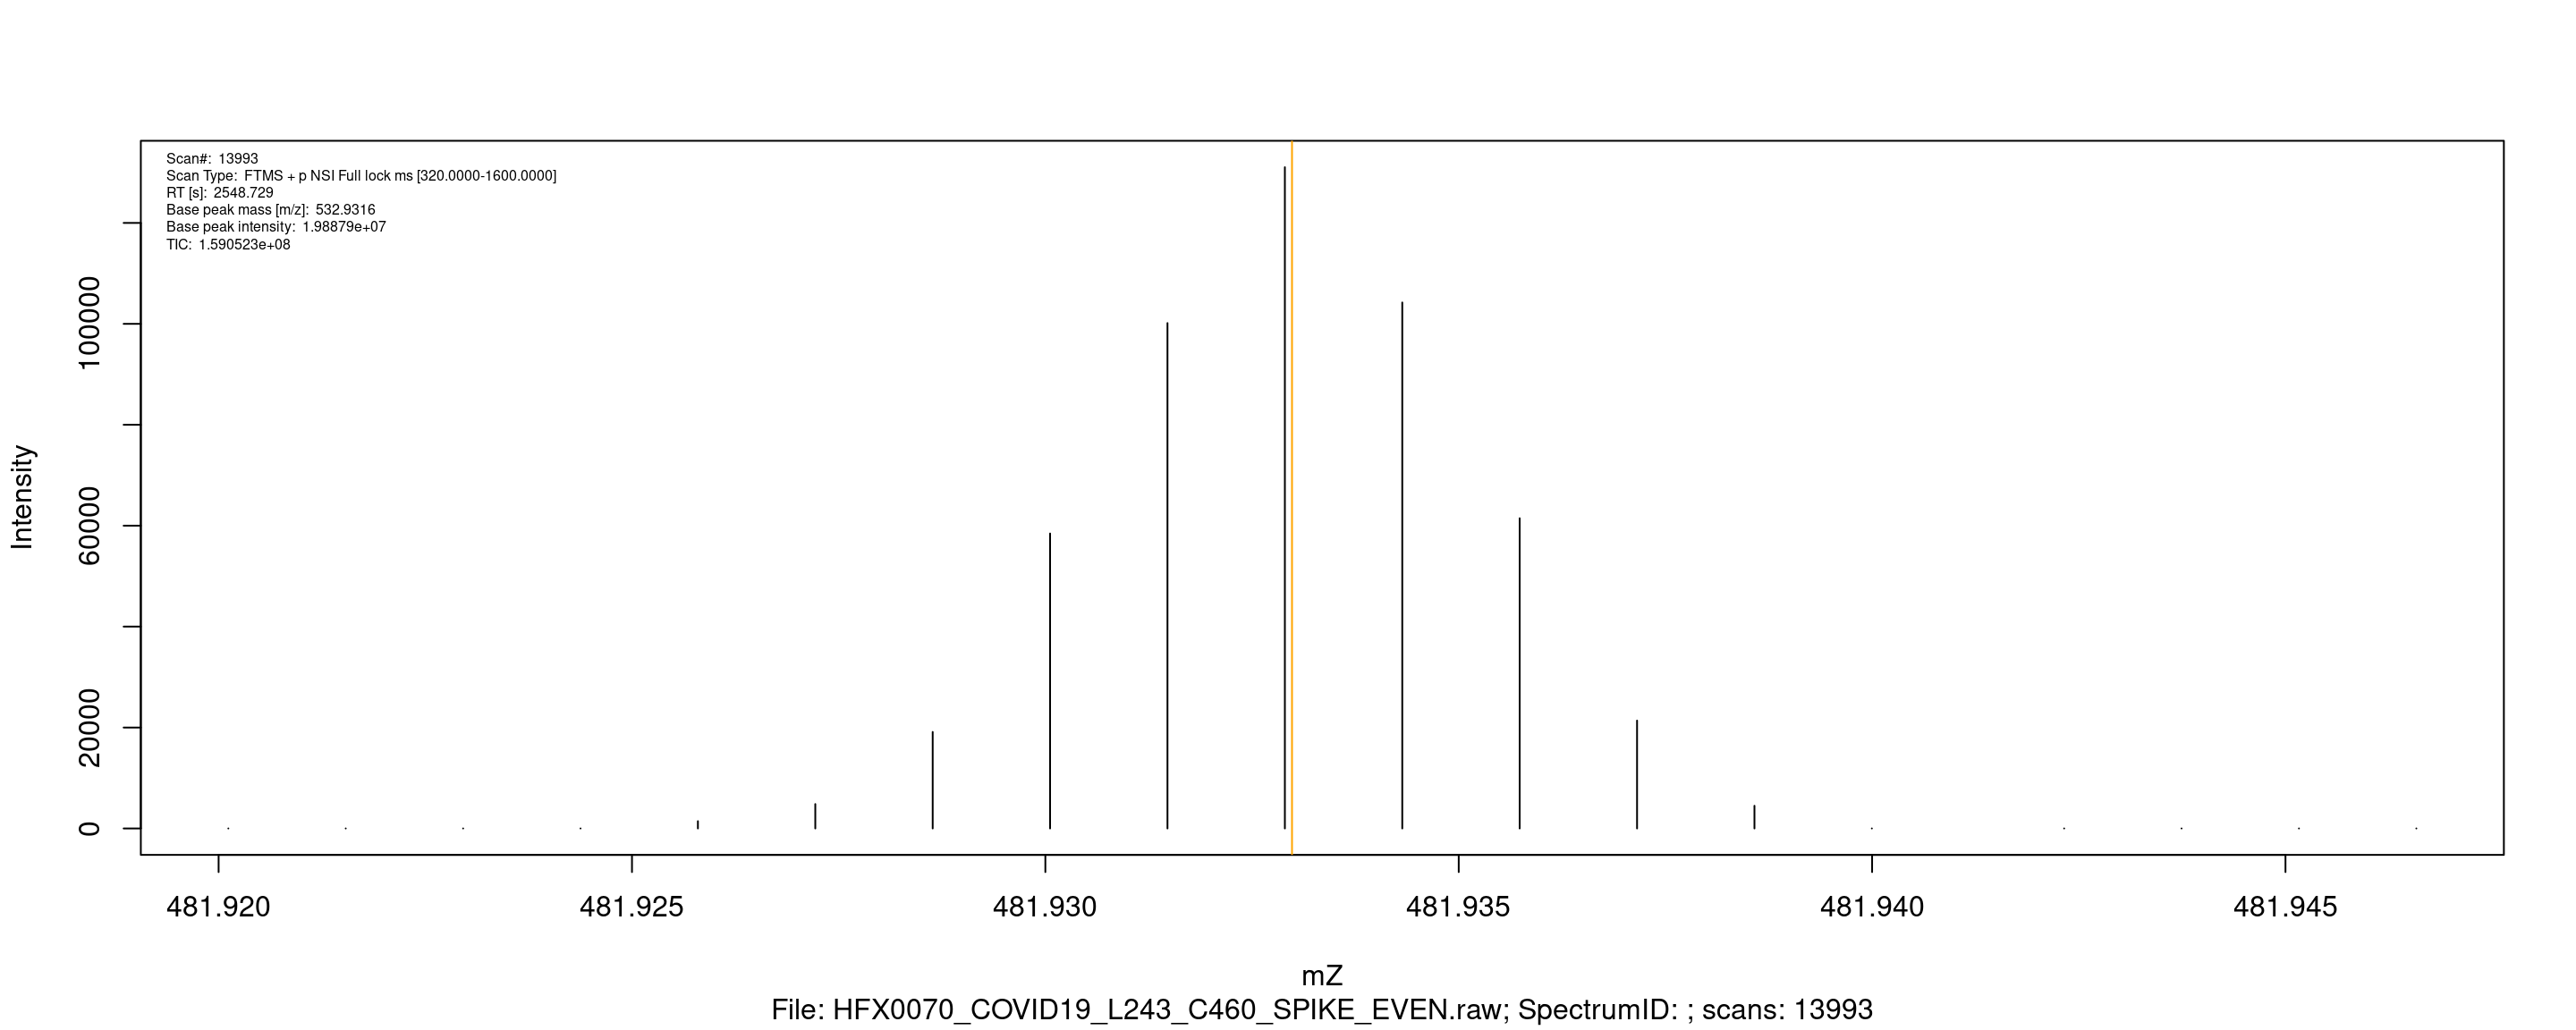 Scan#: 13993
Scan Type: FTMS + p NSI Full lock ms [320.0000-1600.0000]
RT [s]: 2548.729
Base peak mass [m/z]: 532.9316
Base peak intensity: 1.98879e+07
TIC: 1.590523e+08
Intensity
100000
60000
20000
0
481.920 481.925 481.930 481.935 481.940 481.945
mZ
File: HFX0070_COVID19_L243_C460_SPIKE_EVEN.raw; SpectrumID: ; scans: 13993